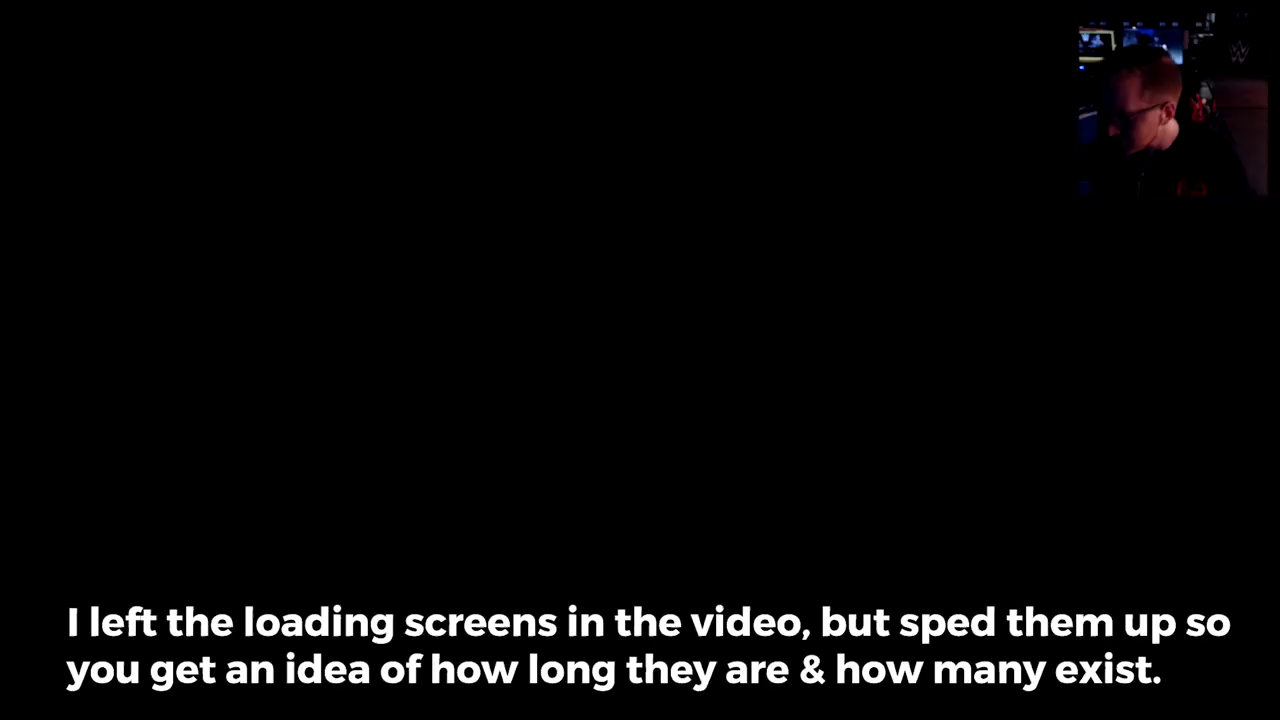 W
I left the loading screens in the video, but sped them up so
you get an idea of how long they are & how many exist.